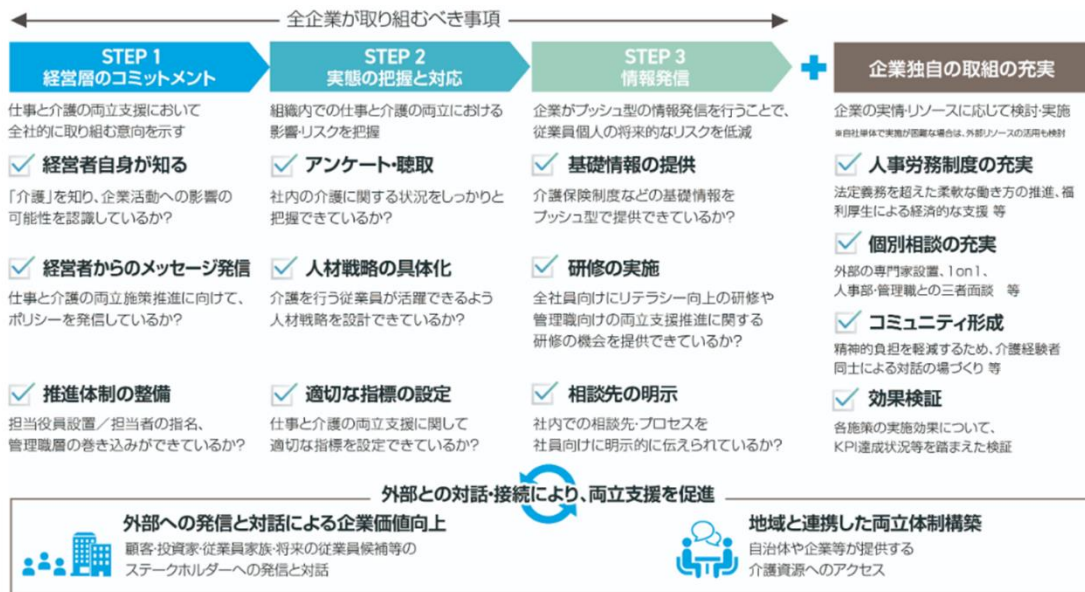 全企業が取り組むべき事項
STEP 1
経営層のコミットメント
仕事と介護の両立支援において
全社的に取り組む意向を示す
経営者自身が知る
「介護」を知り、企業活動への影響の
可能性を認識しているか?
経営者からのメッセージ発信
仕事と介護の両立施策推進に向けて、
ポリシーを発信しているか?
推進体制の整備
担当役員設置/担当者の指名、
管理職層の巻き込みができているか?
STEP 2
実態の把握と対応
組織内での仕事と介護の両立における
影響・リスクを把握
アンケート・聴取
社内の介護に関する状況をしっかりと
把握できているか?
人材戦略の具体化
介護を行う従業員が活躍できるよう
人材戦略を設計できているか?
適切な指標の設定
仕事と介護の両立支援に関して
適切な指標を設定できているか?
STEP 3
情報発信
企業がプッシュ型の情報発信を行うことで、
従業員個人の将来的なリスクを低減
基礎情報の提供
介護保険制度などの基礎情報を
プッシュ型で提供できているか?
研修の実施
全社員向けにリテラシー向上の研修や
管理職向けの両立支援推進に関する
研修の機会を提供できているか?
相談先の明示
社内での相談先・プロセスを
社員向けに明示的に伝えられているか?
企業独自の取組の充実
企業の実情・リソースに応じて検討・実施
※自社単体で実施が困難な場合は、外部リソースの活用も検討
人事労務制度の充実
法定義務を超えた柔軟な働き方の推進、福
利厚生による経済的な支援 等
個別相談の充実
外部の専門家設置、1on1、
人事部・管理職との三者面談 等
コミュニティ形成
精神的負担を軽減するため、介護経験者
同士による対話の場づくり 等
効果検証
各施策の実施効果について、
KPI達成状況等を踏まえた検証
外部との対話・接続により、両立支援を促進
外部への発信と対話による企業価値向上
顧客・投資家・従業員家族・将来の従業員候補等の
ステークホルダーへの発信と対話
地域と連携した両立体制構築
自治体や企業等が提供する
介護資源へのアクセス